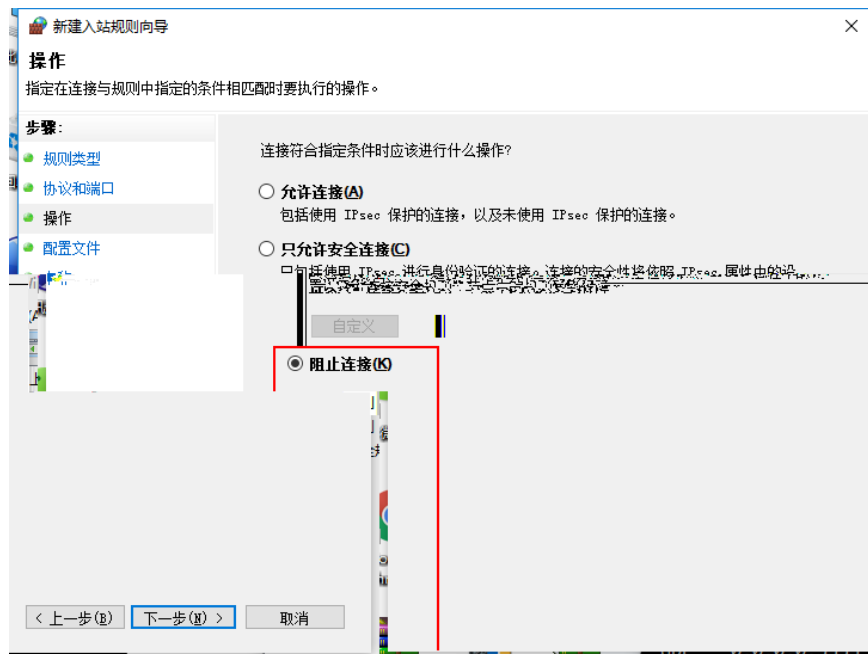 新建入站规则向导
操作
指定在连接与规则中指定的条件相匹配时要执行的操作。
步骤:
规则类型
协议和端口
操作
配置文件
连接符合指定条件时应该进行什么操作?
允许连接(A)
包括使用 IPsec 保护的连接，以及未使用 IPsec 保护的连接。
只允许安全连接(C)
自定义
阻止连接(K)
< 上一步(B)
下一步(N) >
取消